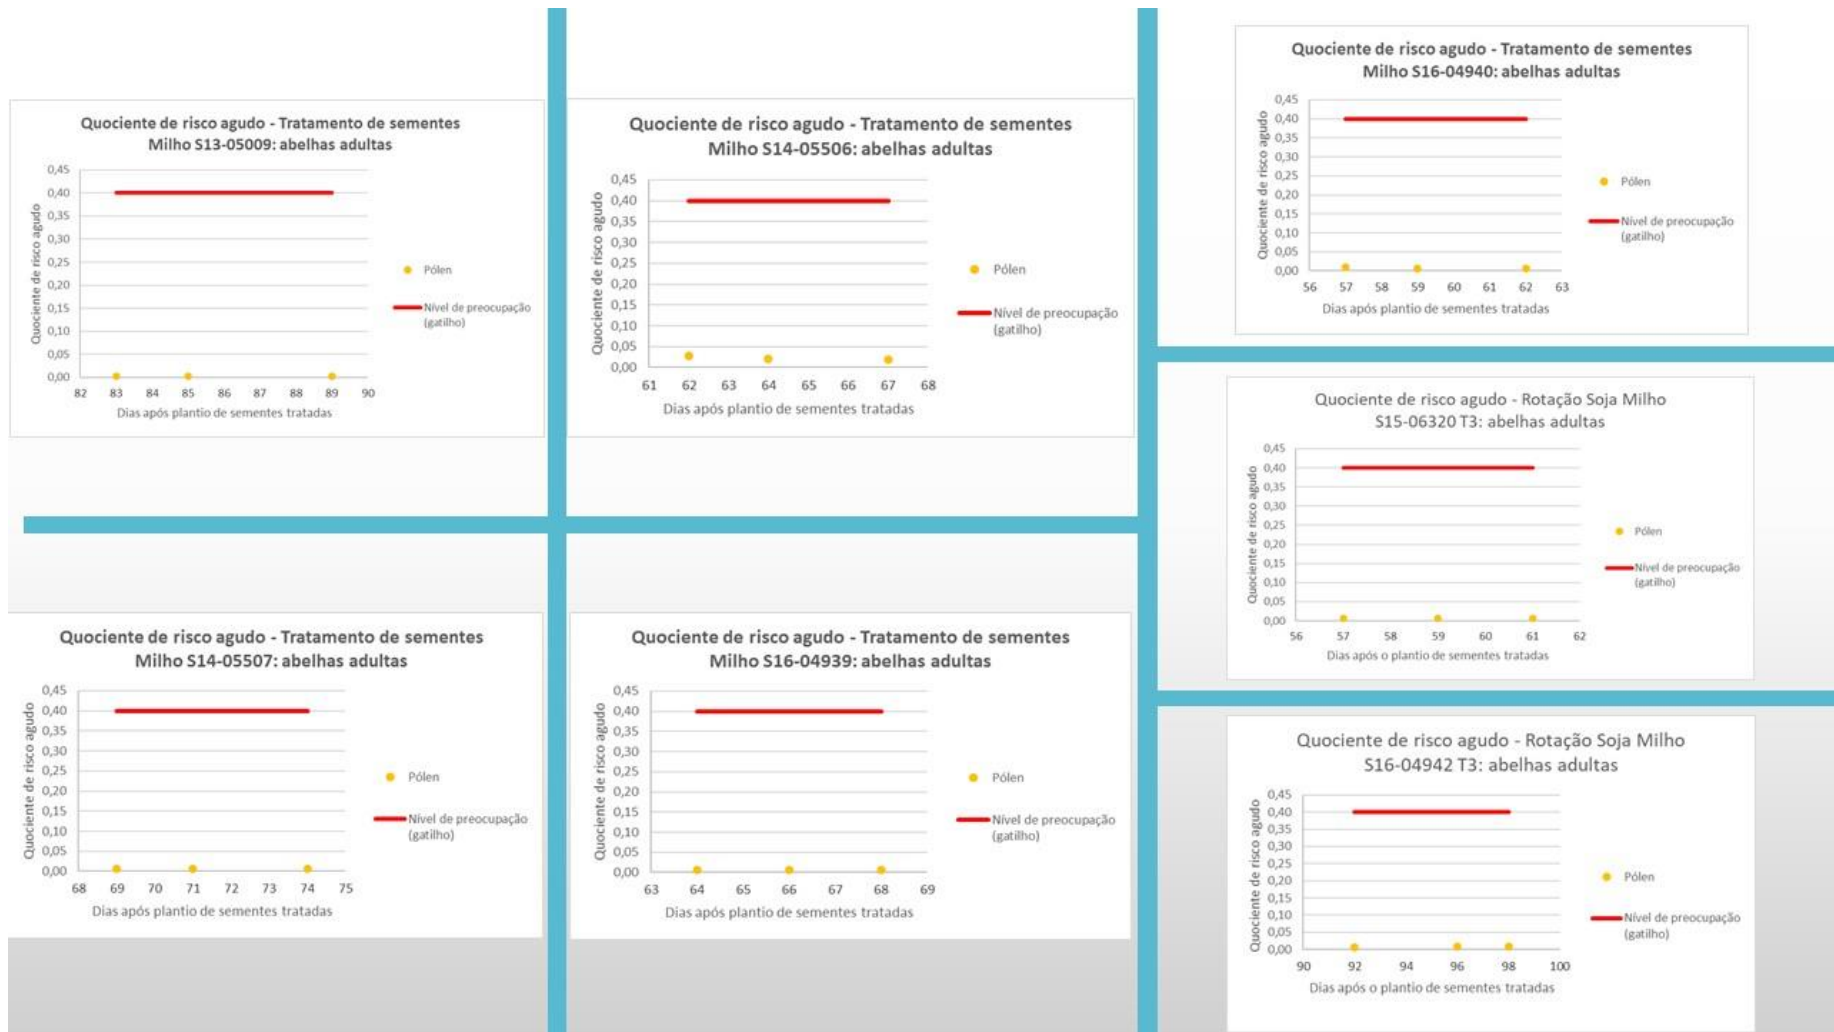 Quociente de risco agudo - Tratamento de sementes
Milho S13-05009: abelhas adultas
Quociente de risco agudo
0,45
0,40
0,35
0,30
0,25
0,20
0,15
0,10
0,05
0,00
82 83 84 85 86 87 88 89 90
Dias após plantio de sementes tratadas
Pólen
Nível de preocupação
(gatilho)
Quociente de risco agudo - Tratamento de sementes
Milho S14-05506: abelhas adultas
Quociente de risco agudo
0,45
0,40
0,35
0,30
0,25
0,20
0,15
0,10
0,05
0,00
61 62 63 64 65 66 67 68
Dias após plantio de sementes tratadas
Pólen
Nível de preocupação
(gatilho)
Quociente de risco agudo - Tratamento de sementes
Milho S16-04940: abelhas adultas
Quociente de risco agudo
0,45
0,40
0,35
0,30
0,25
0,20
0,15
0,10
0,05
0,00
56 57 58 59 60 61 62 63
Dias após plantio de sementes tratadas
Pólen
Nível de preocupação
(gatilho)
Quociente de risco agudo - Rotação Soja Milho
S15-06320 T3: abelhas adultas
Quociente de risco agudo
0,45
0,40
0,35
0,30
0,25
0,20
0,15
0,10
0,05
0,00
56 57 58 59 60 61 62
Dias após o plantio de sementes tratadas
Pólen
Nível de preocupação
(gatilho)
Quociente de risco agudo - Tratamento de sementes
Milho S14-05507: abelhas adultas
Quociente de risco agudo
0,45
0,40
0,35
0,30
0,25
0,20
0,15
0,10
0,05
0,00
68 69 70 71 72 73 74 75
Dias após plantio de sementes tratadas
Pólen
Nível de preocupação
(gatilho)
Quociente de risco agudo - Tratamento de sementes
Milho S16-04939: abelhas adultas
Quociente de risco agudo
0,45
0,40
0,35
0,30
0,25
0,20
0,15
0,10
0,05
0,00
63 64 65 66 67 68 69
Dias após plantio de sementes tratadas
Pólen
Nível de preocupação
(gatilho)
Quociente de risco agudo - Rotação Soja Milho
S16-04942 T3: abelhas adultas
Quociente de risco agudo
0,45
0,40
0,35
0,30
0,25
0,20
0,15
0,10
0,05
0,00
90 92 94 96 98 100
Dias após o plantio de sementes tratadas
Pólen
Nível de preocupação
(gatilho)